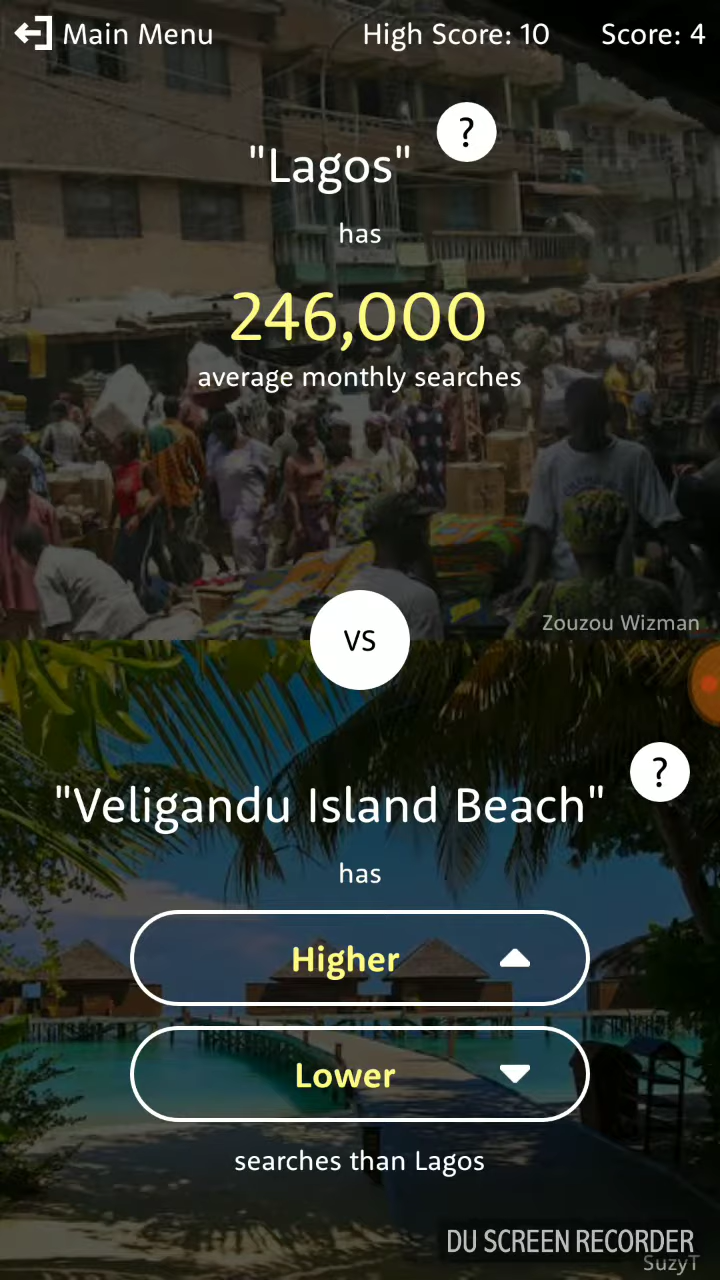 Main Menu
High Score: 10
Score: 4
?
"Lagos"
has
246,000
average monthly searches
Zouzou Wizman
VS
?
"Veligandu Island Beach"
has
Higher
Lower
searches than Lagos
DU SCREEN RECORDER
SuzyT